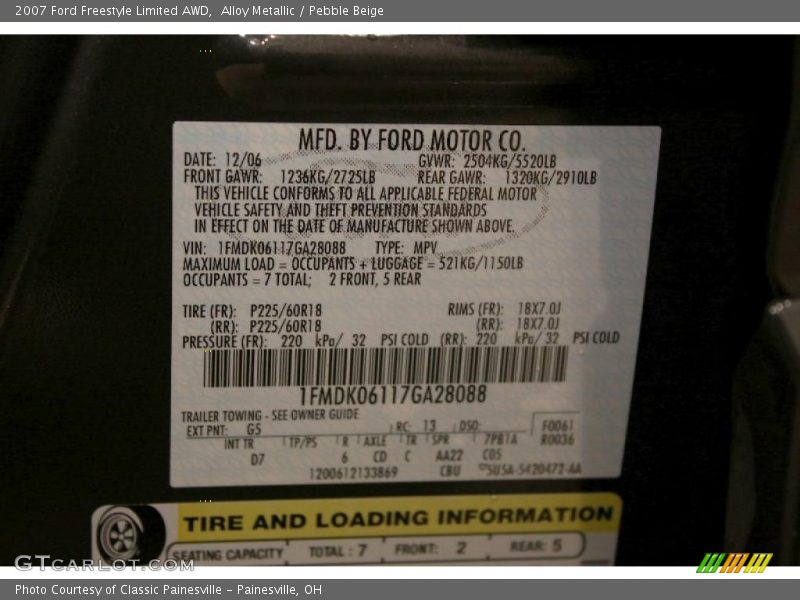 2007 Ford Freestyle Limited AWD,  Alloy Metallic / Pebble Beige
MFD. BY FORD MOTOR CO.
DATE: 12/06 GVWR: 2504KG/5520LB
FRONT GAWR: 1236KG/2725LB REAR GAWR: 1320KG/2910LB
THIS VEHICLE CONFORMS TO ALL APPLICABLE FEDERAL MOTOR
VEHICLE SAFETY AND THEFT PREVENTION STANDARDS
IN EFFECT ON THE DATE OF MANUFACTURE SHOWN ABOVE.
VIN: 1FMDK06117GA28088 TYPE: MPV
MAXIMUM LOAD = OCCUPANTS + LUGGAGE = 521KG/1150LB
OCCUPANTS = 7 TOTAL; 2 FRONT, 5 REAR
TIRE (FR): P225/60R18 RIMS (FR): 18X7.0J
(RR): P225/60R18 (RR): 18X7.0J
PRESSURE (FR): 220 kPa/ 32 PSI COLD (RR): 220 kPa/ 32 PSI COLD
1FMDK06117GA28088
TRAILER TOWING - SEE OWNER GUIDE
EXT PNT: G5 RC: 13 DSO: F0061
INT TR TP/PS R AXLE TR SPR 7PB1A R0036
D7 6 CD C AA22 C05
1200612133869 CBU 5U5A-5420472-AA
TIRE AND LOADING INFORMATION
SEATING CAPACITY TOTAL : 7 FRONT: 2 REAR: 5
GTCARLOT.COM
Photo Courtesy of Classic Painesville - Painesville, OH